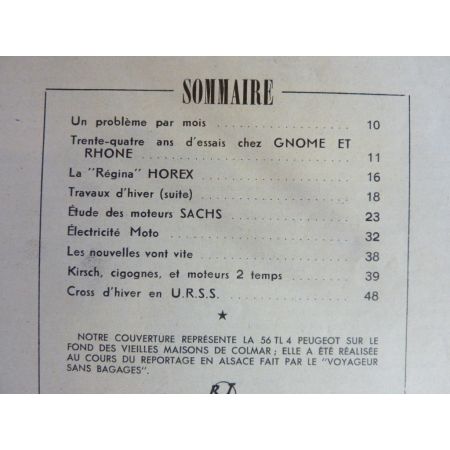 SOMMAIRE
Un problème par mois 10
Trente-quatre ans d'essais chez GNOME ET
RHONE 11
La "Régina" HOREX 16
Travaux d'hiver (suite) 18
Étude des moteurs SACHS 23
Électricité Moto 32
Les nouvelles vont vite 38
Kirsch, cigognes, et moteurs 2 temps 39
Cross d'hiver en U.R.S.S. 48
NOTRE COUVERTURE REPRÉSENTE LA 56 TL 4 PEUGEOT SUR LE
FOND DES VIEILLES MAISONS DE COLMAR ; ELLE A ÉTÉ RÉALISÉE
AU COURS DU REPORTAGE EN ALSACE FAIT PAR LE "VOYAGEUR
SANS BAGAGES".